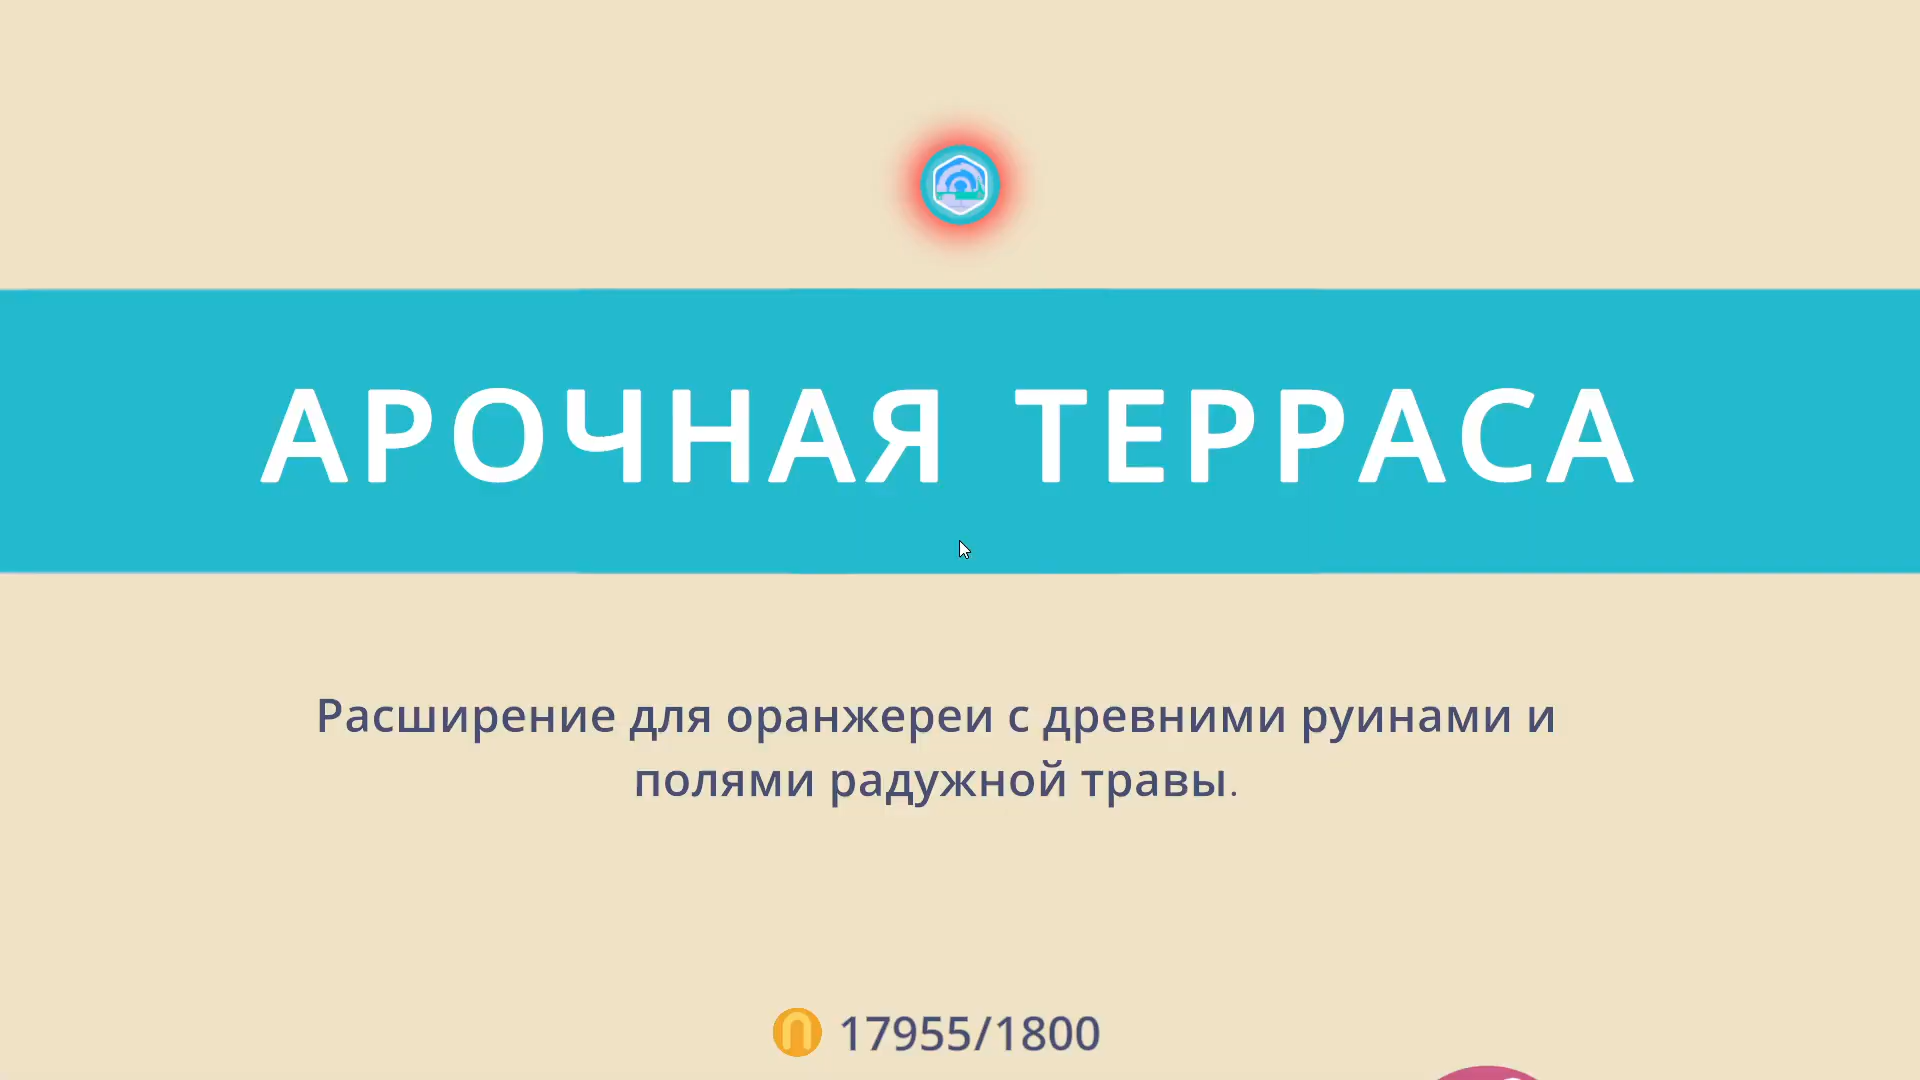 АРОЧНАЯ ТЕРРАСА
Расширение для оранжереи с древними руинами и
полями радужной травы.
17955/1800